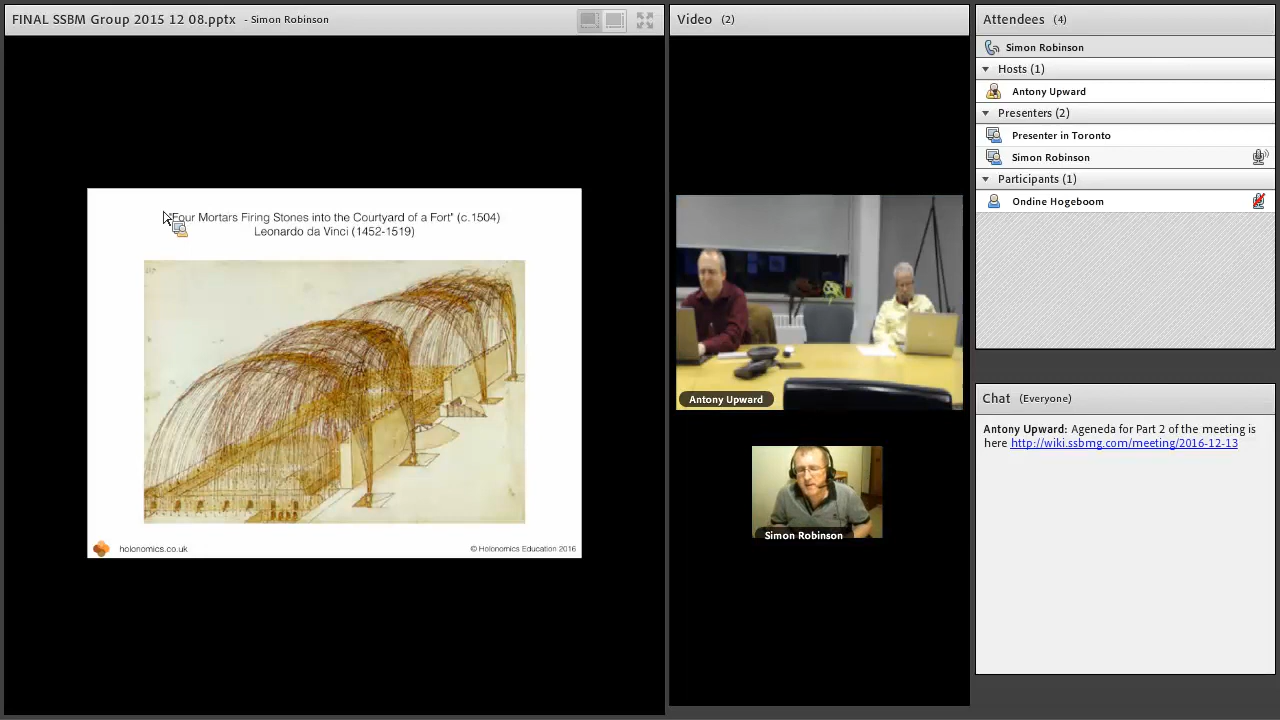 FINAL SSBM Group 2015 12 08.pptx - Simon Robinson
"Four Mortars Firing Stones into the Courtyard of a Fort" (c.1504)
Leonardo da Vinci (1452-1519)
holonomics.co.uk
© Holonomics Education 2016
Video (2)
Antony Upward
Simon Robinson
Attendees (4)
Simon Robinson
Hosts (1)
Antony Upward
Presenters (2)
Presenter in Toronto
Simon Robinson
Participants (1)
Ondine Hogeboom
Chat (Everyone)
Antony Upward: Ageneda for Part 2 of the meeting is
here http://wiki.ssbmg.com/meeting/2016-12-13